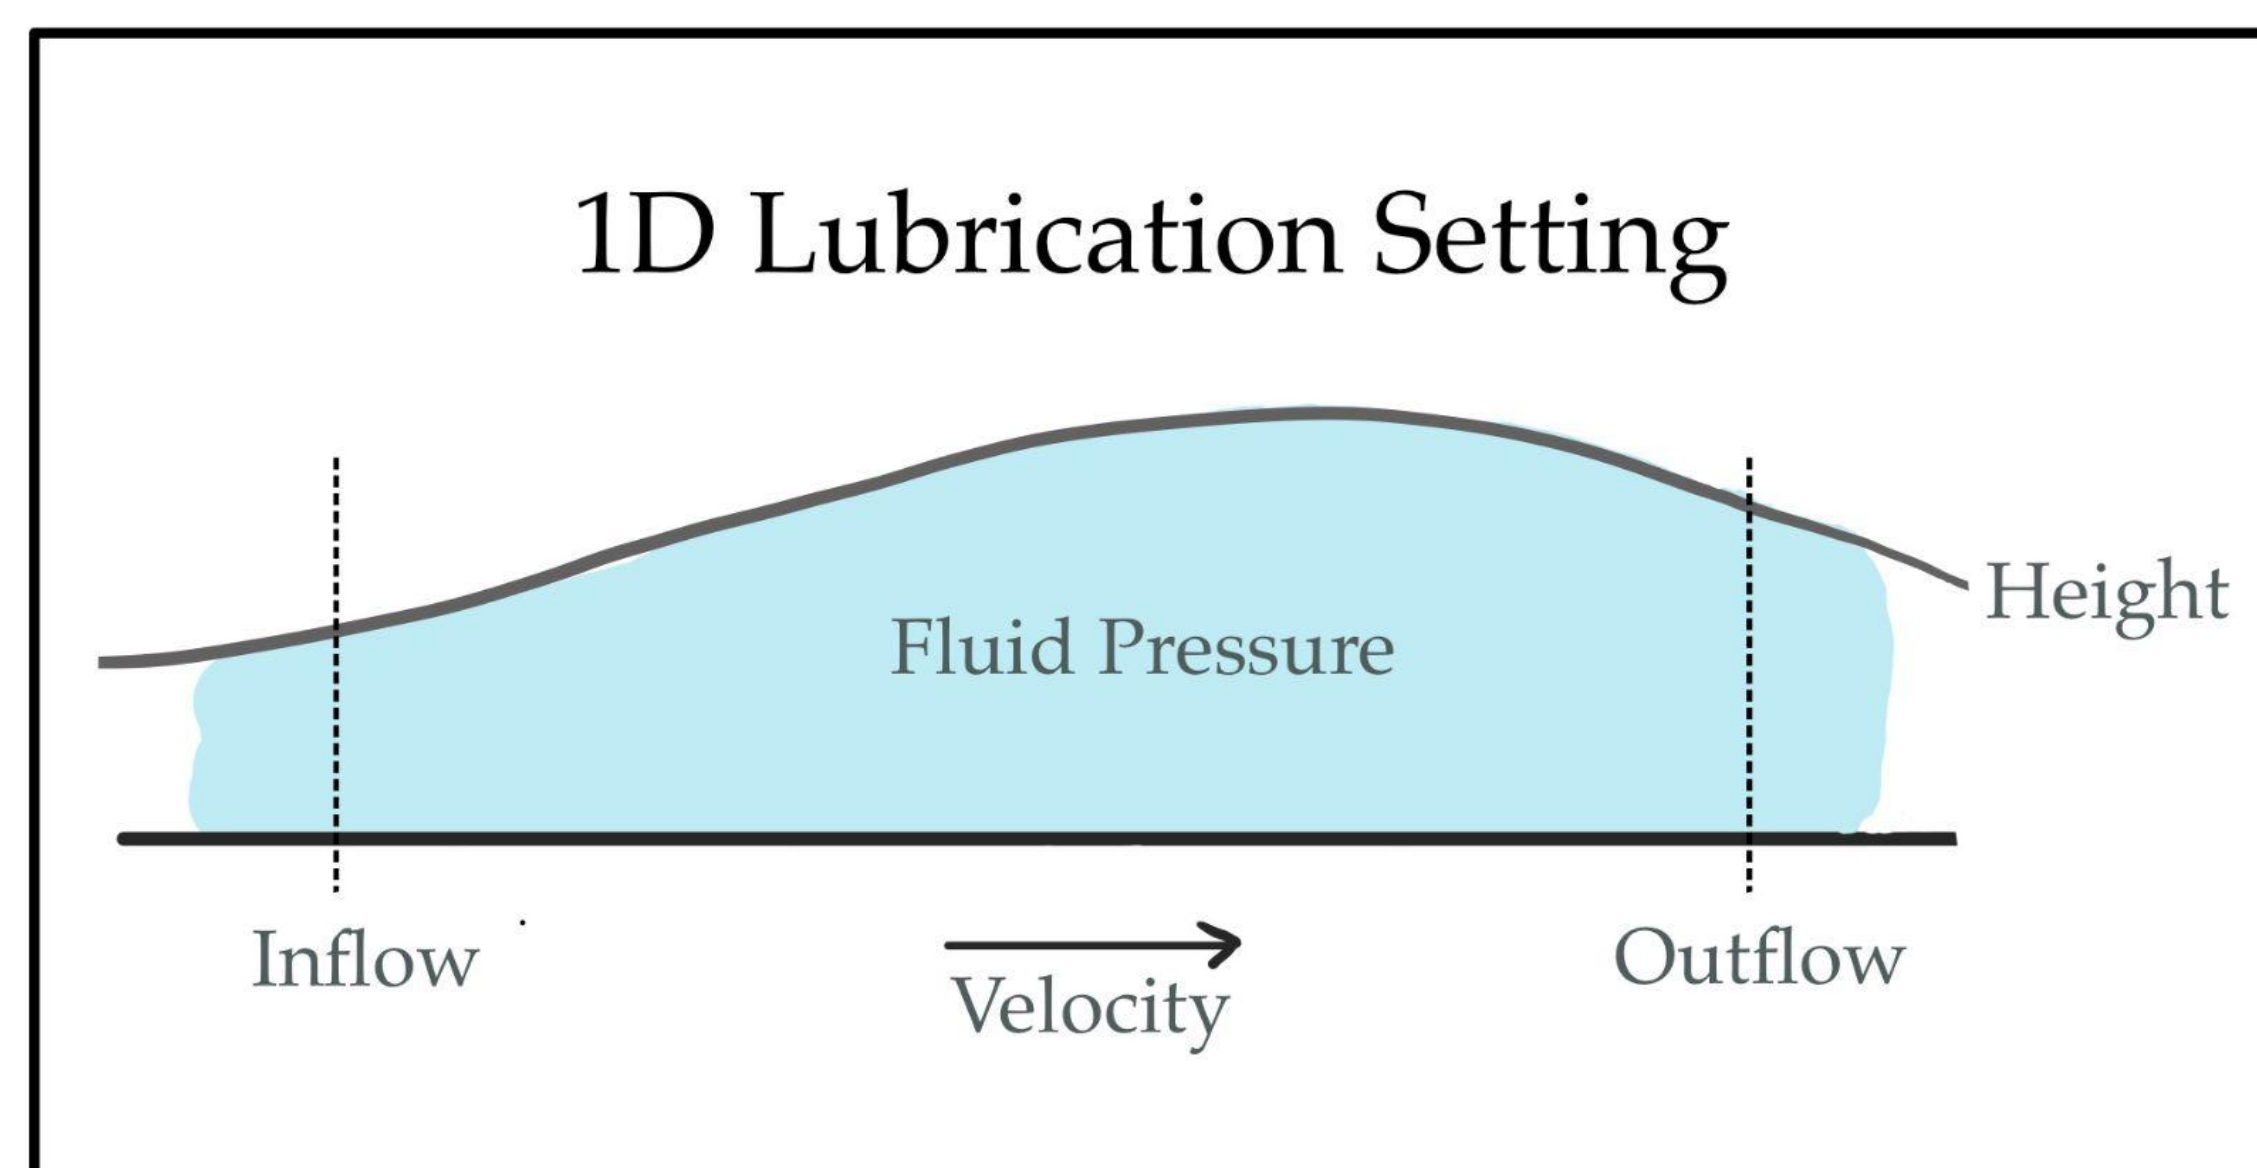 1D Lubrication Setting
Height
Fluid Pressure
Inflow
Outflow
Velocity